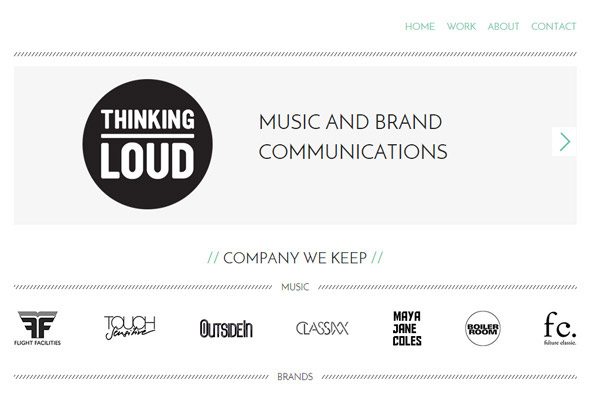 HOME WORK ABOUT CONTACT
THINKING
LOUD
MUSIC AND BRAND
COMMUNICATIONS
// COMPANY WE KEEP //
MUSIC
FLIGHT FACILITIES
TOUCH
Sensitive
OUTSIDEIN
CLASSIXX
MAYA
JANE
COLES
BOILER
ROOM
fc.
future classic.
BRANDS